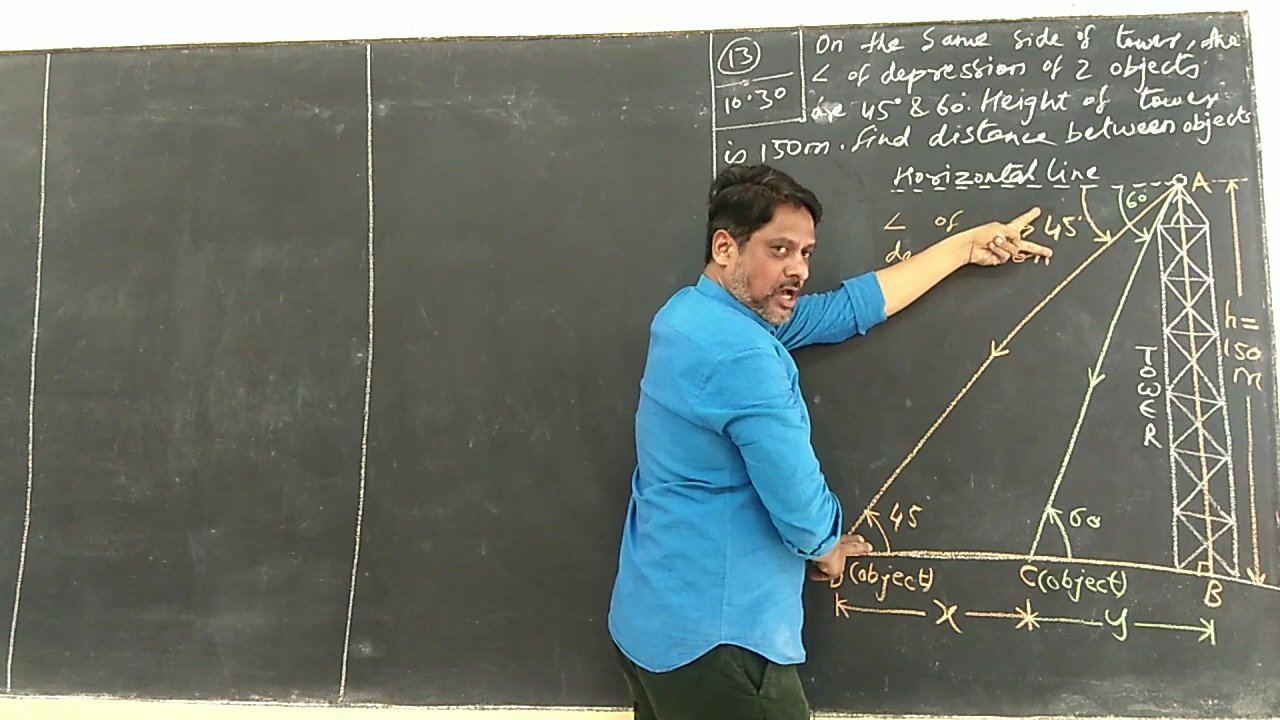 13
10.30
On the same side of tower, the
∠ of depression of 2 objects
are 45° & 60°. Height of tower
is 150m. Find distance between objects
Horizontal line
A
60
∠ of
45°
h=
150
m
TOWER
45
60
(object)
C(object)
B
x
y